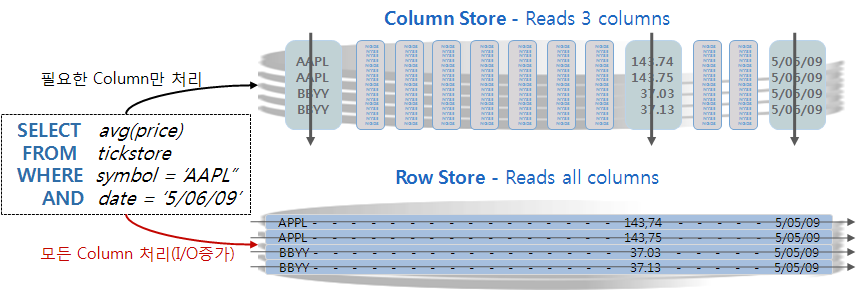 Column Store - Reads 3 columns
필요한 Column만 처리
AAPL 143.74 5/05/09
AAPL 143.75 5/06/09
BBYY 37.03 5/05/09
BBYY 37.13 5/06/09
SELECT avg(price)
FROM tickstore
WHERE symbol = ‘AAPL”
AND date = ‘5/06/09’
Row Store - Reads all columns
모든 Column 처리(I/O증가)
APPL - - - - - - - - - - - - 143,74 - - - - - 5/05/09
APPL - - - - - - - - - - - - 143,75 - - - - - 5/06/09
BBYY - - - - - - - - - - - - 37.03 - - - - - 5/05/09
BBYY - - - - - - - - - - - - 37.13 - - - - - 5/06/09